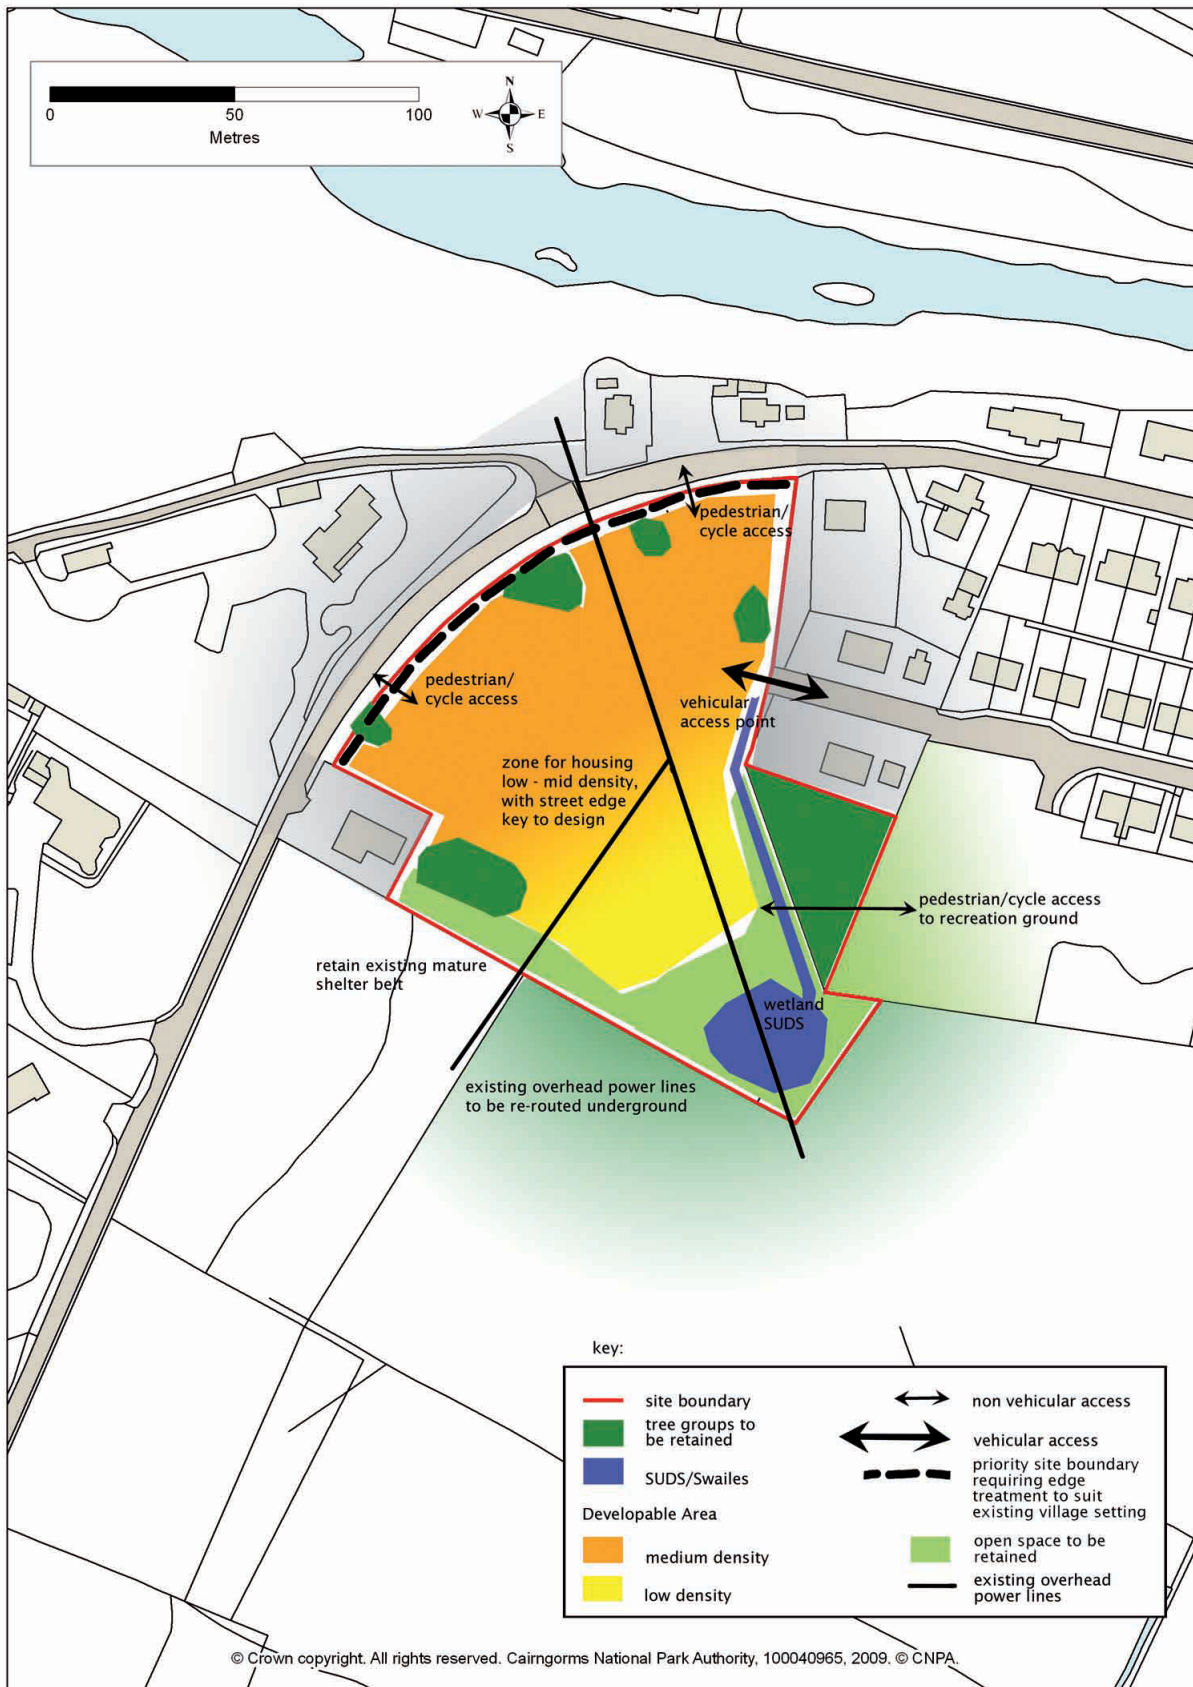 N
W E
S
0 50 100
Metres
pedestrian/
cycle access
pedestrian/
cycle access
vehicular
access point
zone for housing
low - mid density,
with street edge
key to design
pedestrian/cycle access
to recreation ground
retain existing mature
shelter belt
wetland
SUDS
existing overhead power lines
to be re-routed underground
key:
site boundary
tree groups to
be retained
SUDS/Swailes
Developable Area
medium density
low density
non vehicular access
vehicular access
priority site boundary
requiring edge
treatment to suit
existing village setting
open space to be
retained
existing overhead
power lines
© Crown copyright. All rights reserved. Cairngorms National Park Authority, 100040965, 2009. © CNPA.